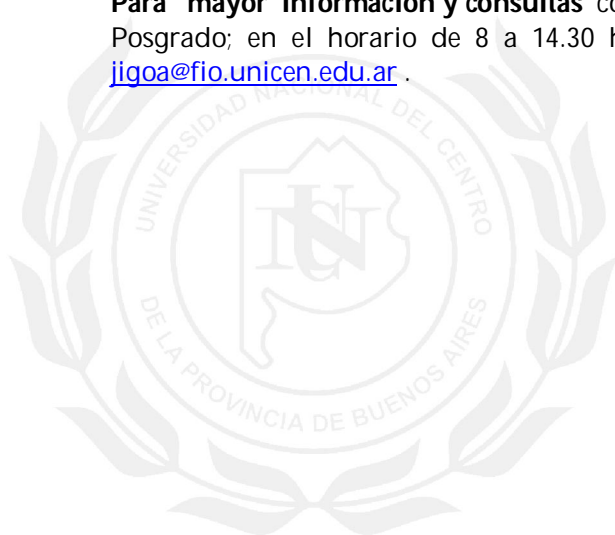 Para mayor información y consultas
Posgrado; en el horario de 8 a 14.30
jigoa@fio.unicen.edu.ar .
UNIVERSIDAD NACIONAL DEL CENTRO
UNC
DE LA PROVINCIA DE BUENOS AIRES